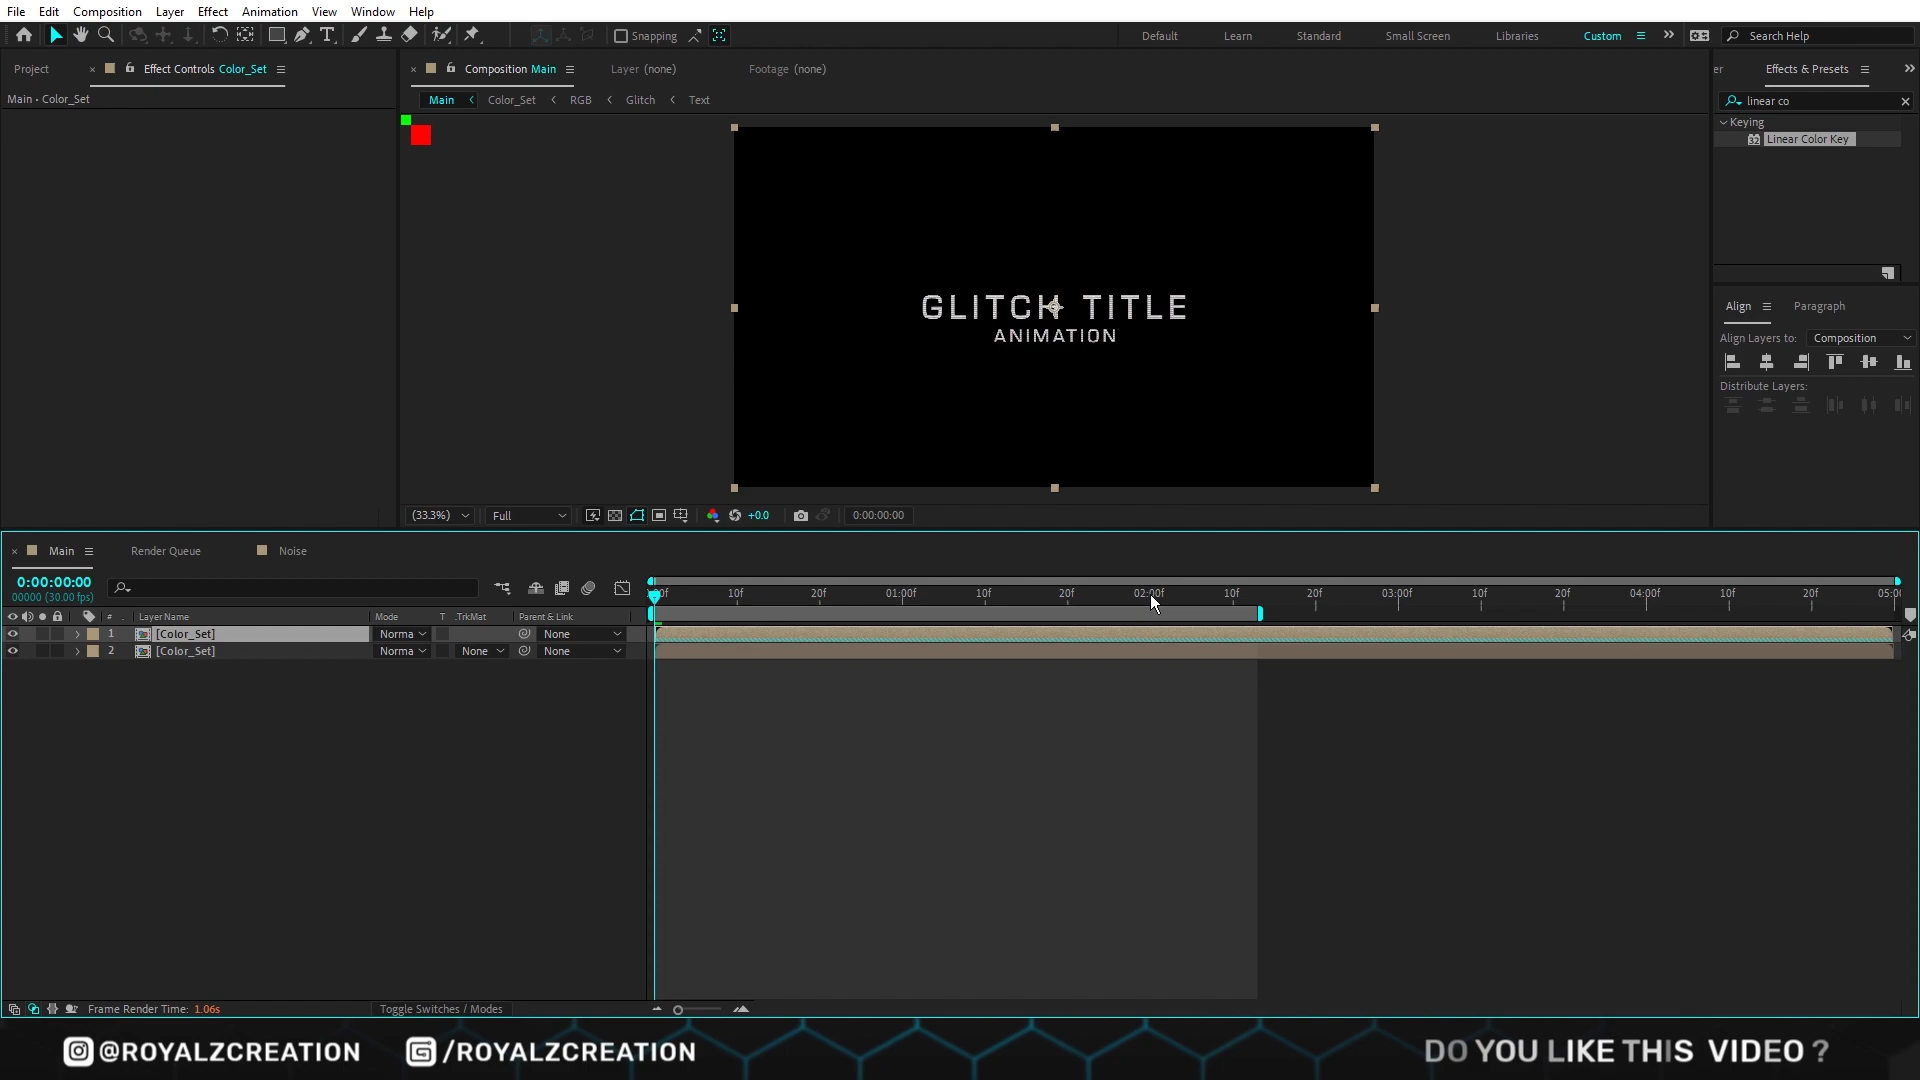 File Edit Composition Layer Effect Animation View Window Help
Snapping Default Learn Standard Small Screen Libraries Custom Search Help
Project Effect Controls Color_Set Composition Main Layer (none) Footage (none) er Effects & Presets
Main • Color_Set
Main Color_Set RGB Glitch Text
linear co
Keying
32 Linear Color Key
GLITCH TITLE
ANIMATION
Align Paragraph
Align Layers to: Composition
Distribute Layers:
(33.3%) Full +0.0 0:00:00:00
Main Render Queue Noise
0:00:00:00
00000 (30.00 fps)
:00f 10f 20f 01:00f 10f 20f 02:00f 10f 20f 03:00f 10f 20f 04:00f 10f 20f 05:00
# . Layer Name Mode T .TrkMat Parent & Link
1 [Color_Set] Norma None
2 [Color_Set] Norma None None
Frame Render Time: 1.06s Toggle Switches / Modes
@ROYALZCREATION /ROYALZCREATION DO YOU LIKE THIS VIDEO ?